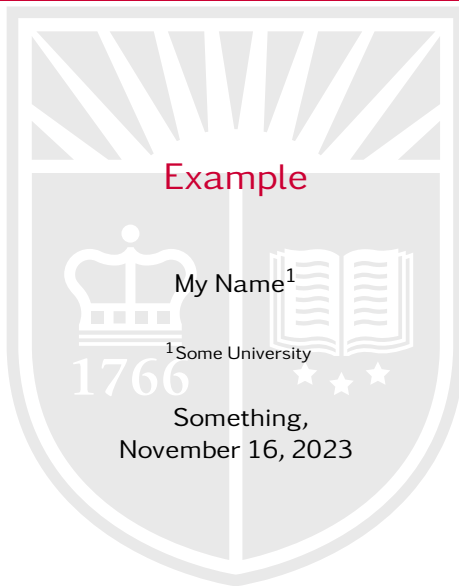 Example
My Name¹
1766
¹Some University
Something,
November 16, 2023